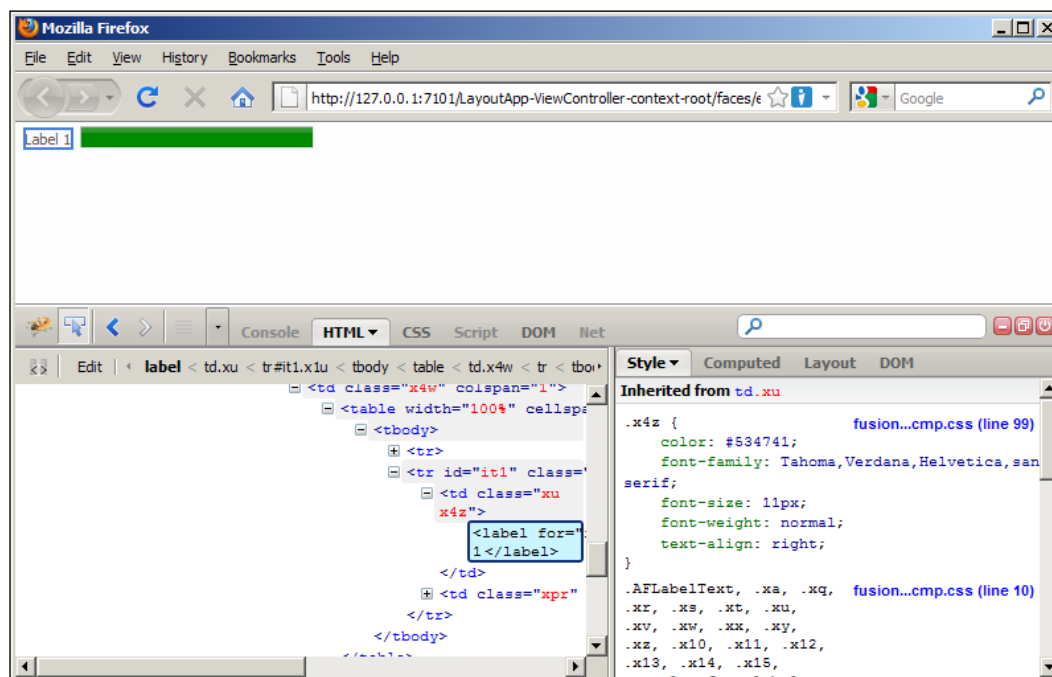 Mozilla Firefox
File Edit View History Bookmarks Tools Help
http://127.0.0.1:7101/LayoutApp-ViewController-context-root/faces/e Google
Label 1
Console HTML CSS Script DOM Net
Edit label < td.xu < tr#it1.x1u < tbody < table < td.x4w < tr < tbo
Style Computed Layout DOM
<td class="x4w" colspan="1">
<table width="100%" cellspa
<tbody>
<tr>
<tr id="it1" class="
<td class="xu
x4z">
<label for="
1</label>
</td>
<td class="xpr"
</tr>
</tbody>
</table>
Inherited from td.xu
.x4z { fusion...cmp.css (line 99)
color: #534741;
font-family: Tahoma,Verdana,Helvetica,san
serif;
font-size: 11px;
font-weight: normal;
text-align: right;
}
.AFLabelText, .xa, .xq, fusion...cmp.css (line 10)
.xr, .xs, .xt, .xu,
.xv, .xw, .xx, .xy,
.xz, .x10, .x11, .x12,
.x13, .x14, .x15,